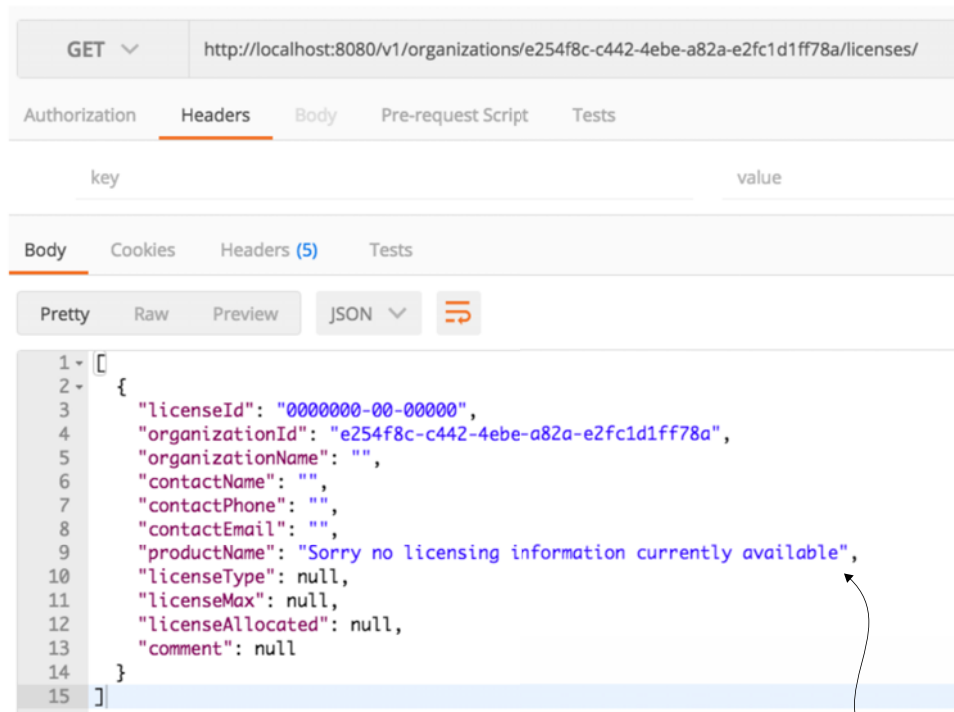 GET http://localhost:8080/v1/organizations/e254f8c-c442-4ebe-a82a-e2fc1d1ff78a/licenses/
Authorization Headers Body Pre-request Script Tests
key value
Body Cookies Headers (5) Tests
Pretty Raw Preview JSON
1 [
2 {
3 "licenseId": "0000000-00-00000",
4 "organizationId": "e254f8c-c442-4ebe-a82a-e2fc1d1ff78a",
5 "organizationName": "",
6 "contactName": "",
7 "contactPhone": "",
8 "contactEmail": "",
9 "productName": "Sorry no licensing information currently available",
10 "licenseType": null,
11 "licenseMax": null,
12 "licenseAllocated": null,
13 "comment": null
14 }
15 ]